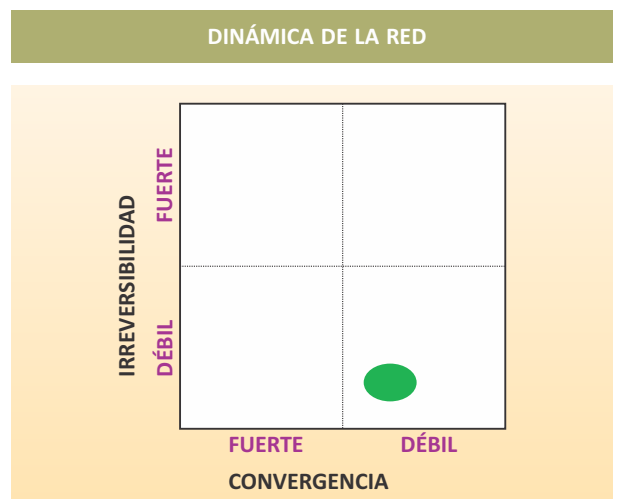 DINÁMICA DE LA RED
IRREVERSIBILIDAD
FUERTE
DÉBIL
FUERTE
DÉBIL
CONVERGENCIA